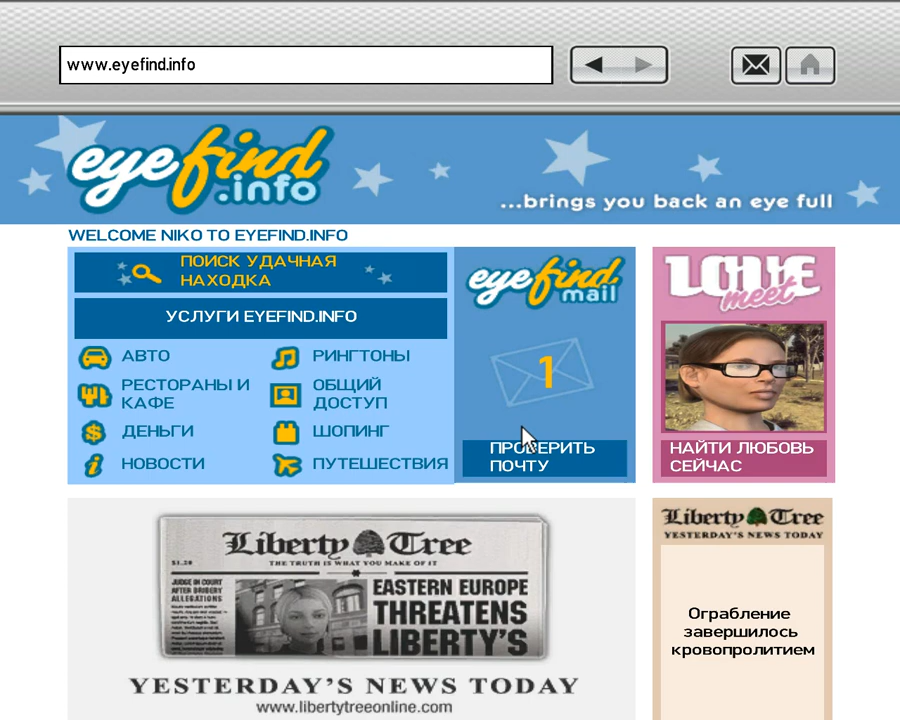 www.eyefind.info
eyefind
.info
...brings you back an eye full
WELCOME NIKO TO EYEFIND.INFO
ПОИСК УДАЧНАЯ
НАХОДКА
УСЛУГИ EYEFIND.INFO
АВТО
РИНГТОНЫ
РЕСТОРАНЫ И
КАФЕ
ОБЩИЙ
ДОСТУП
ДЕНЬГИ
ШОПИНГ
НОВОСТИ
ПУТЕШЕСТВИЯ
eyefind
mail
1
ПРОВЕРИТЬ
ПОЧТУ
LOVE
meet
НАЙТИ ЛЮБОВЬ
СЕЙЧАС
Liberty Tree
THE TRUTH IS WHAT YOU MAKE OF IT
$1.20
JUDGE IN COURT
AFTER BRIBERY
ALLEGATIONS
EASTERN EUROPE
THREATENS
LIBERTY'S
YESTERDAY'S NEWS TODAY
www.libertytreeonline.com
Liberty Tree
YESTERDAY'S NEWS TODAY
Ограбление
завершилось
кровопролитием